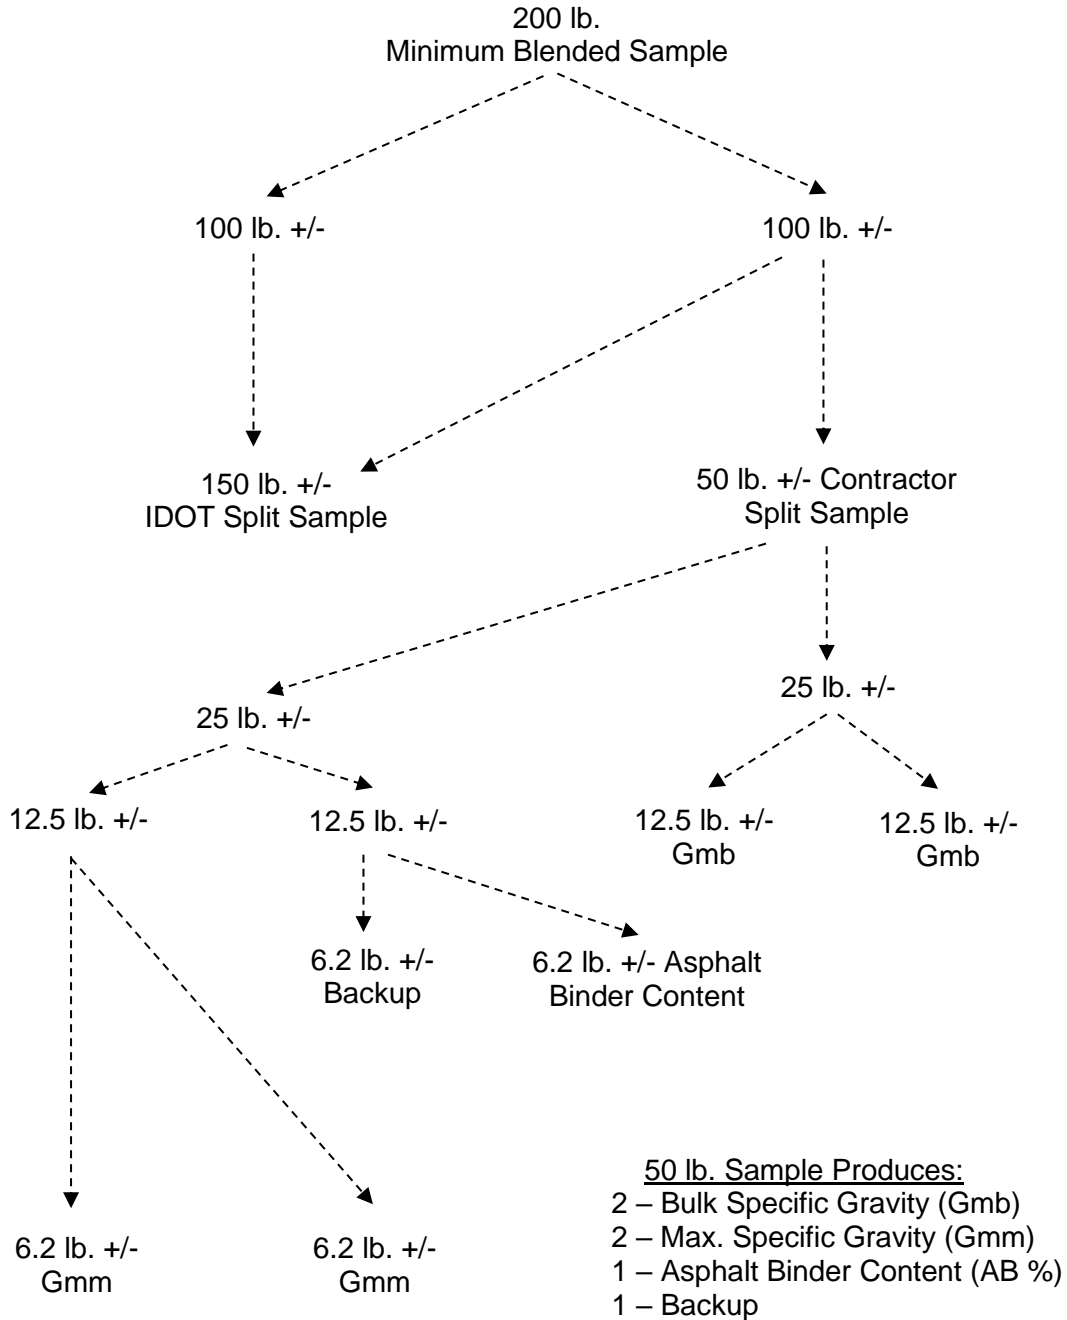 200 lb.
Minimum Blended Sample
100 lb. +/-
100 lb. +/-
150 lb. +/-
IDOT Split Sample
50 lb. +/- Contractor
Split Sample
25 lb. +/-
25 lb. +/-
12.5 lb. +/-
12.5 lb. +/-
12.5 lb. +/-
Gmb
12.5 lb. +/-
Gmb
6.2 lb. +/-
Backup
6.2 lb. +/- Asphalt
Binder Content
6.2 lb. +/-
Gmm
6.2 lb. +/-
Gmm
50 lb. Sample Produces:
2 – Bulk Specific Gravity (Gmb)
2 – Max. Specific Gravity (Gmm)
1 – Asphalt Binder Content (AB %)
1 – Backup